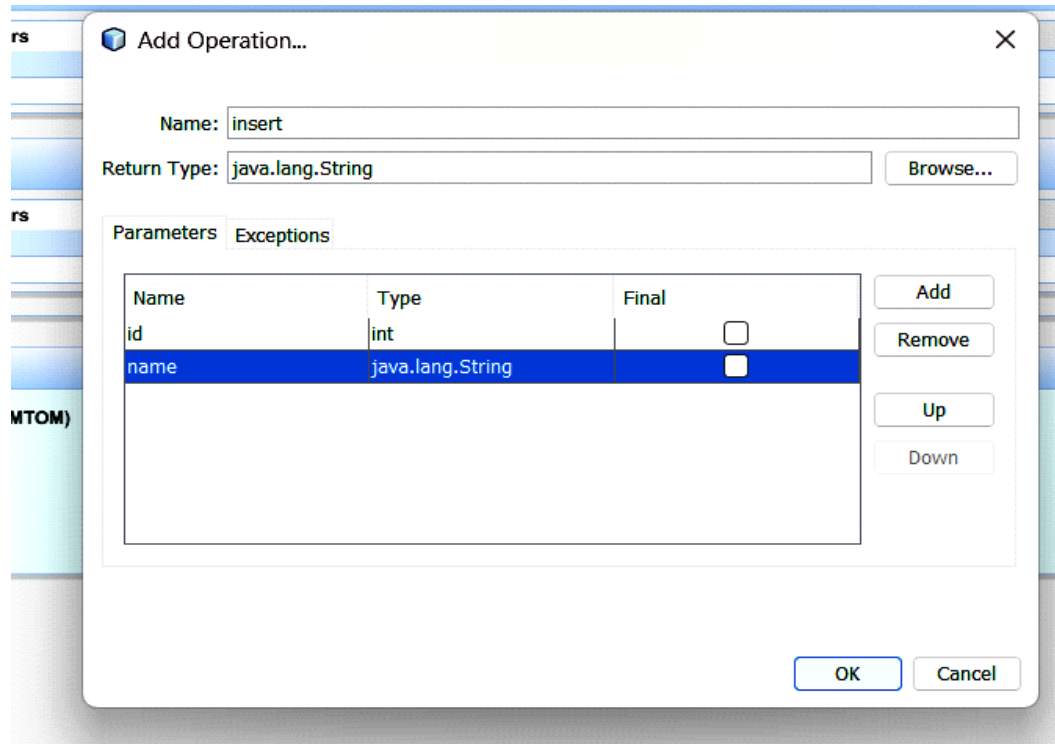 rs
Add Operation...
Name: insert
Return Type: java.lang.String Browse...
rs
Parameters Exceptions
Name Type Final Add
id int
Remove
name java.lang.String
Up
MTOM)
Down
OK Cancel